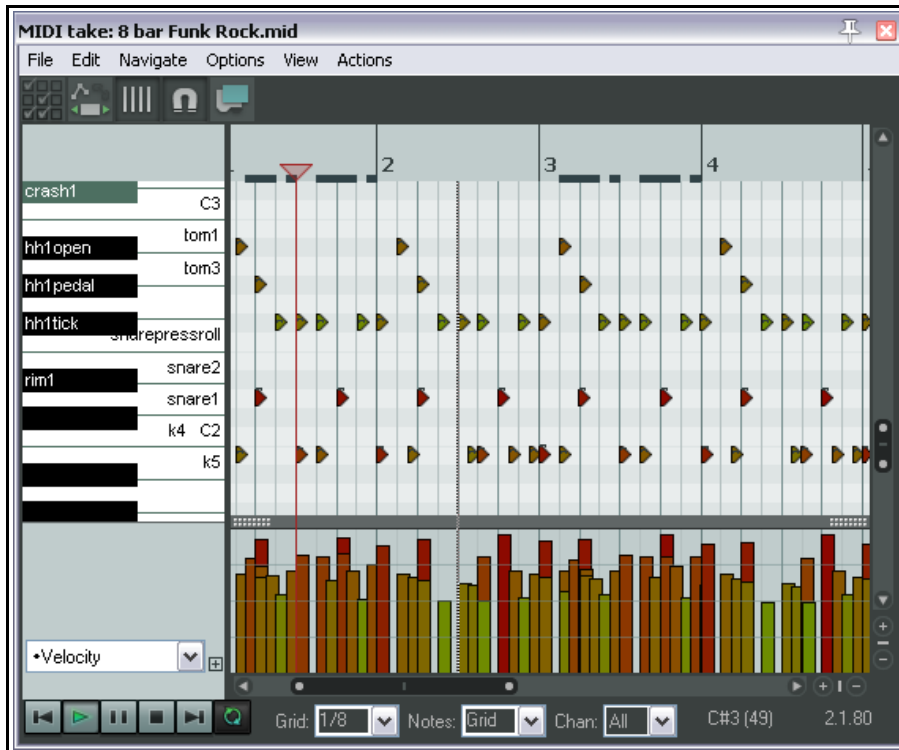 MIDI take: 8 bar Funk Rock.mid
File Edit Navigate Options View Actions
2 3 4
crash1
C3
tom1
hh1open
tom3
hh1pedal
hh1tick
snarepressroll
snare2
rim1
snare1
k4 C2
k5
•Velocity
Grid: 1/8 Notes: Grid Chan: All C#3 (49) 2.1.80